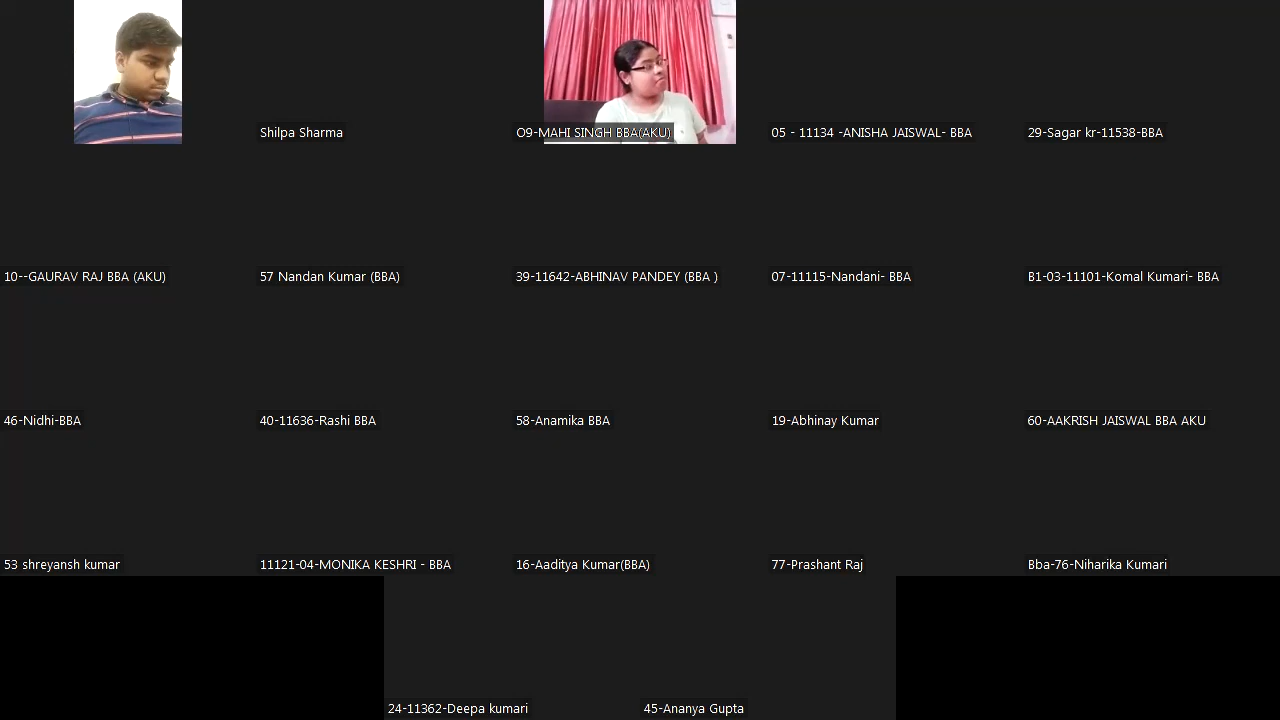 Shilpa Sharma
O9-MAHI SINGH BBA(AKU)
05 - 11134 -ANISHA JAISWAL- BBA
29-Sagar kr-11538-BBA
10--GAURAV RAJ BBA (AKU)
57 Nandan Kumar (BBA)
39-11642-ABHINAV PANDEY (BBA )
07-11115-Nandani- BBA
B1-03-11101-Komal Kumari- BBA
46-Nidhi-BBA
40-11636-Rashi BBA
58-Anamika BBA
19-Abhinay Kumar
60-AAKRISH JAISWAL BBA AKU
53 shreyansh kumar
11121-04-MONIKA KESHRI - BBA
16-Aaditya Kumar(BBA)
77-Prashant Raj
Bba-76-Niharika Kumari
24-11362-Deepa kumari
45-Ananya Gupta